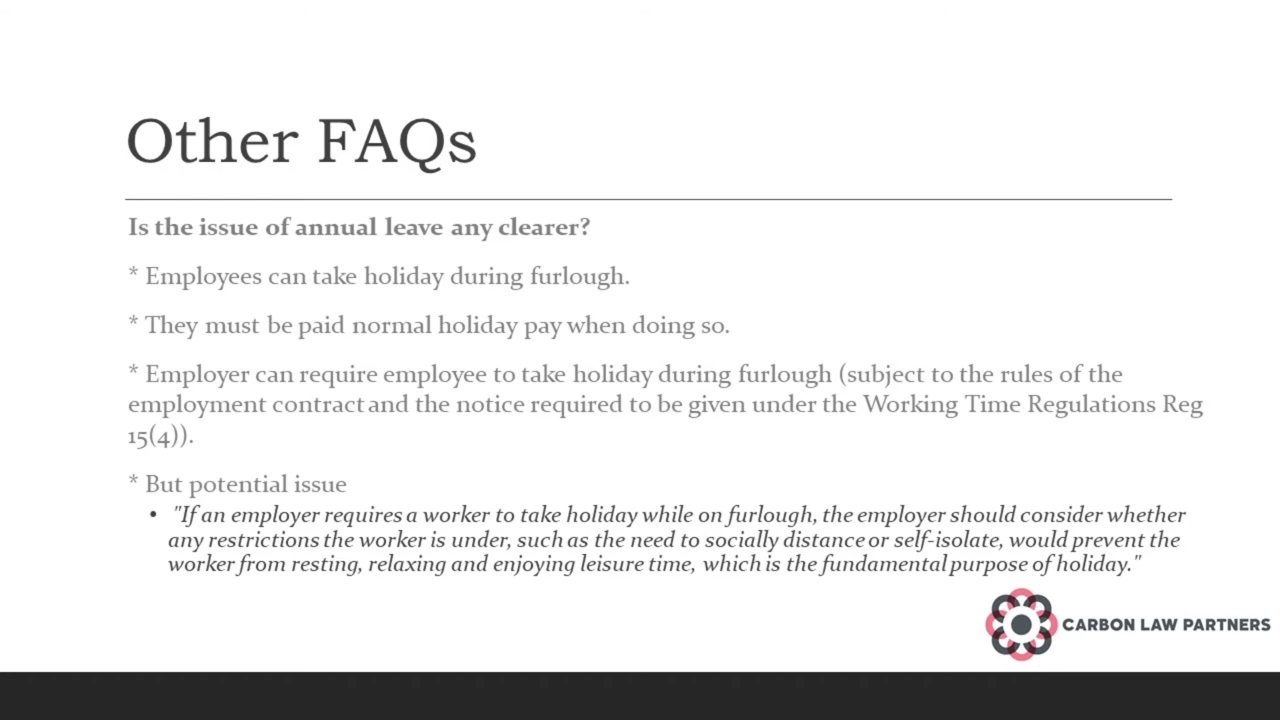 Other FAQs
Is the issue of annual leave any clearer?
* Employees can take holiday during furlough.
* They must be paid normal holiday pay when doing so.
* Employer can require employee to take holiday during furlough (subject to the rules of the
employment contract and the notice required to be given under the Working Time Regulations Reg
15(4)).
* But potential issue
• "If an employer requires a worker to take holiday while on furlough, the employer should consider whether
any restrictions the worker is under, such as the need to socially distance or self-isolate, would prevent the
worker from resting, relaxing and enjoying leisure time, which is the fundamental purpose of holiday."
CARBON LAW PARTNERS